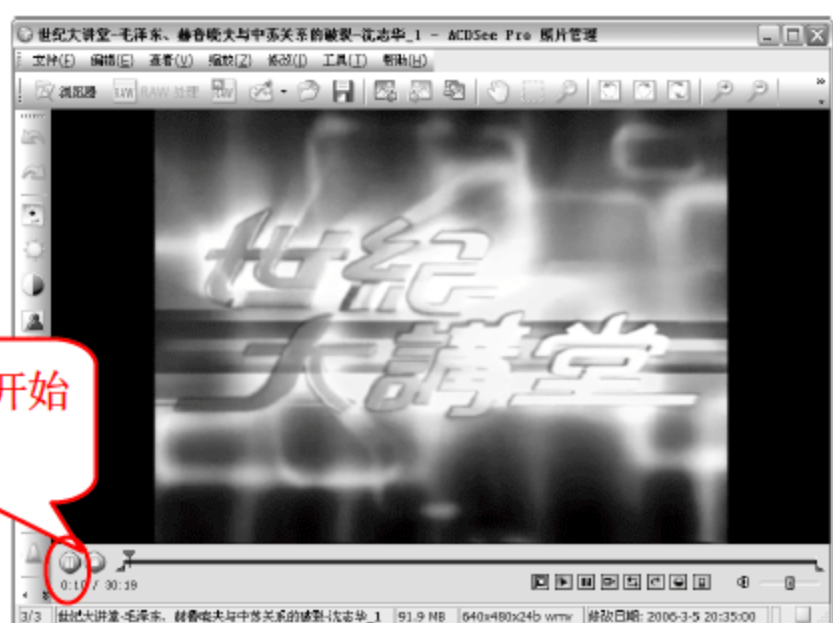 世纪大讲堂-毛泽东、赫鲁晓夫与中苏关系的破裂-沈志华_1 - ACDSee Pro 照片管理
文件(F) 编辑(E) 查看(V) 缩放(Z) 修改(I) 工具(T) 帮助(H)
浏览器 RAW RAW 处理
世紀
大講堂
开始
0:10 / 30:19
3/3 世纪大讲堂-毛泽东、赫鲁晓夫与中苏关系的破裂-沈志华_1 91.9 MB 640x480x24b wmv 修改日期: 2006-3-5 20:35:00